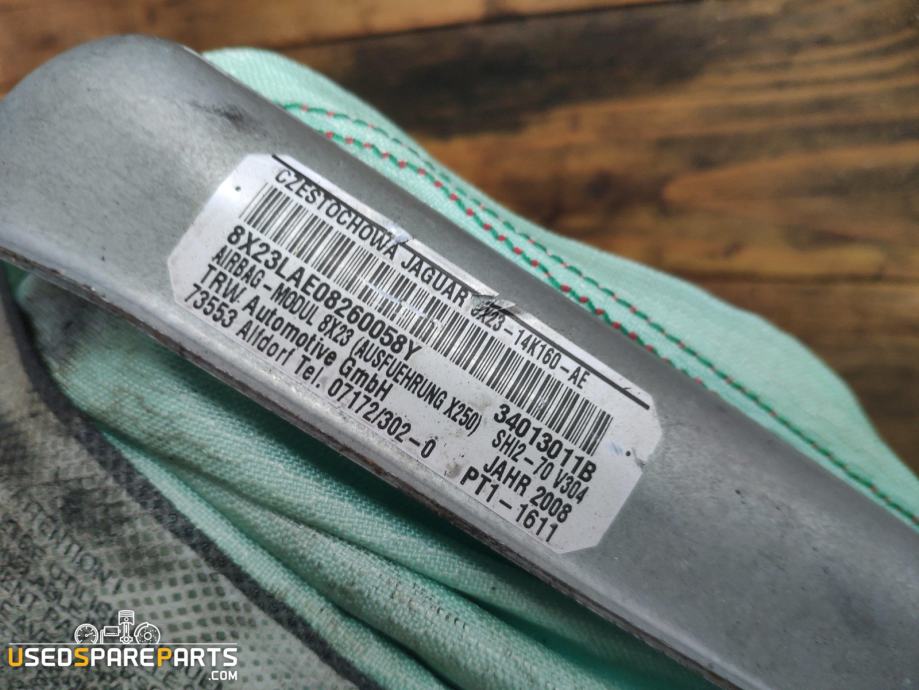 CZESTOCHOWA JAGUAR 8X23-14K160-AE
8X23LAE08260058Y 34013011B
AIRBAG-MODUL 8X23 (AUSFUEHRUNG X250) SHI2-70 V304
TRW Automotive GmbH JAHR 2008
73553 Alfdorf Tel. 07172/302-0 PT1-1611
USEDSPAREPARTS
.COM